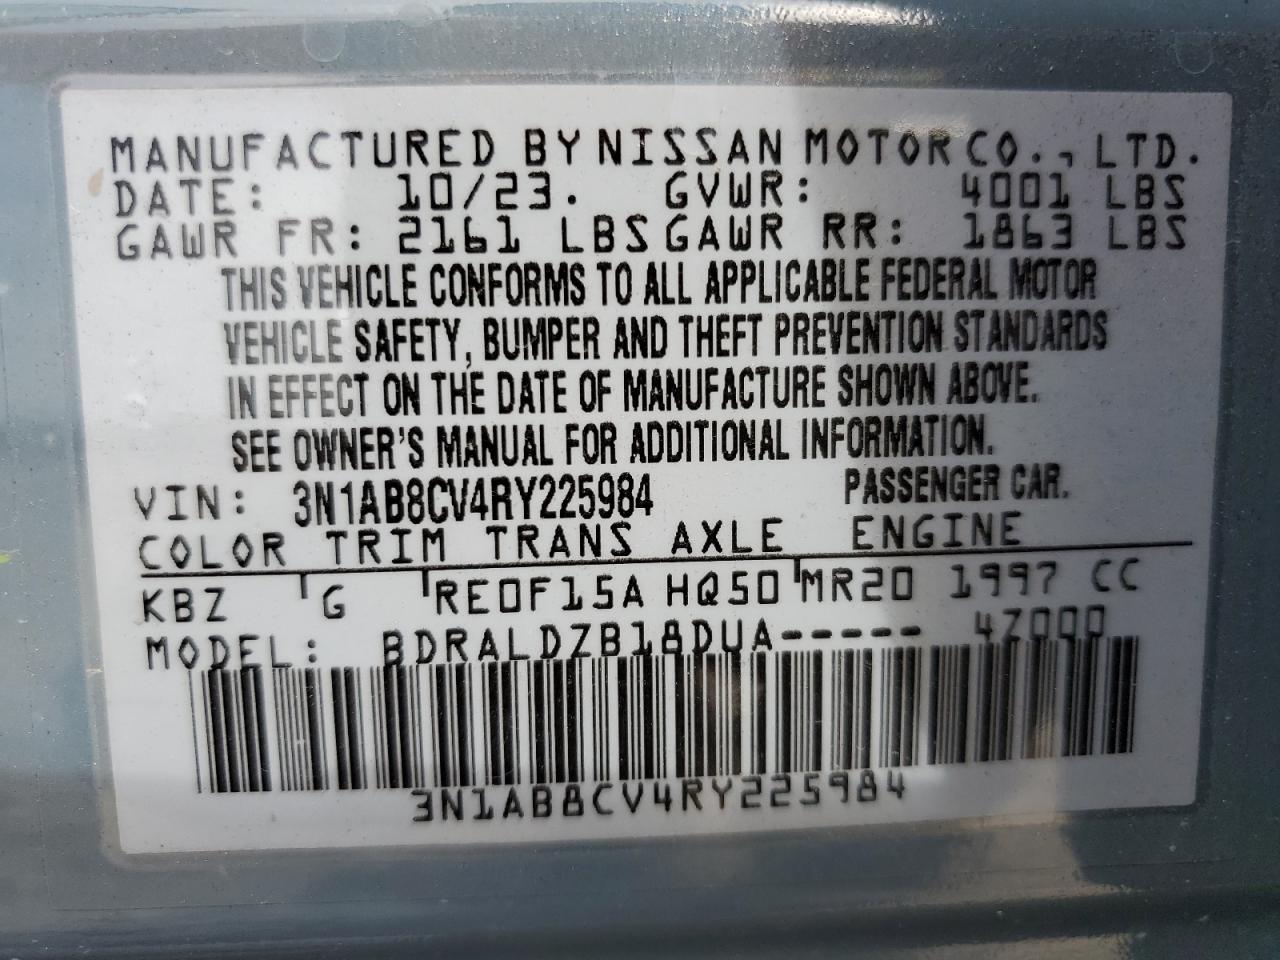 MANUFACTURED BY NISSAN MOTOR CO., LTD.
DATE: 10/23. GVWR: 4001 LBS
GAWR FR: 2161 LBS GAWR RR: 1863 LBS
THIS VEHICLE CONFORMS TO ALL APPLICABLE FEDERAL MOTOR
VEHICLE SAFETY, BUMPER AND THEFT PREVENTION STANDARDS
IN EFFECT ON THE DATE OF MANUFACTURE SHOWN ABOVE.
SEE OWNER'S MANUAL FOR ADDITIONAL INFORMATION.
VIN: 3N1AB8CV4RY225984 PASSENGER CAR.
COLOR TRIM TRANS AXLE ENGINE
KBZ G RE0F15A HQ50 MR20 1997 CC
MODEL: BDRALDZB18DUA----- 4Z000
3N1AB8CV4RY225984